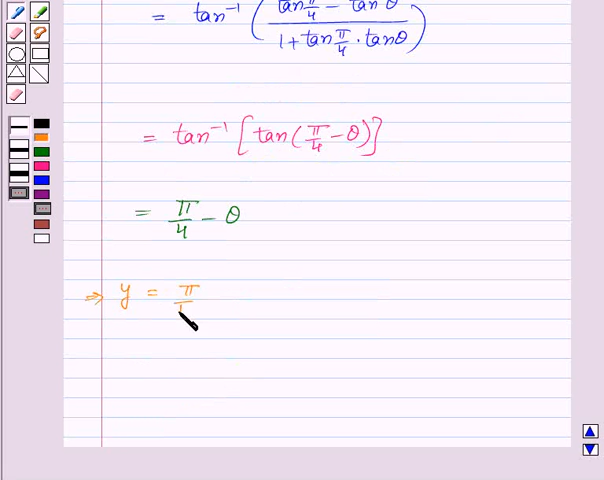 = tan⁻¹ ( (tan π/4 − tan θ) / (1 + tan π/4 · tan θ) )
= tan⁻¹ [ tan ( π/4 − θ ) ]
= π/4 − θ
⇒ y = π/